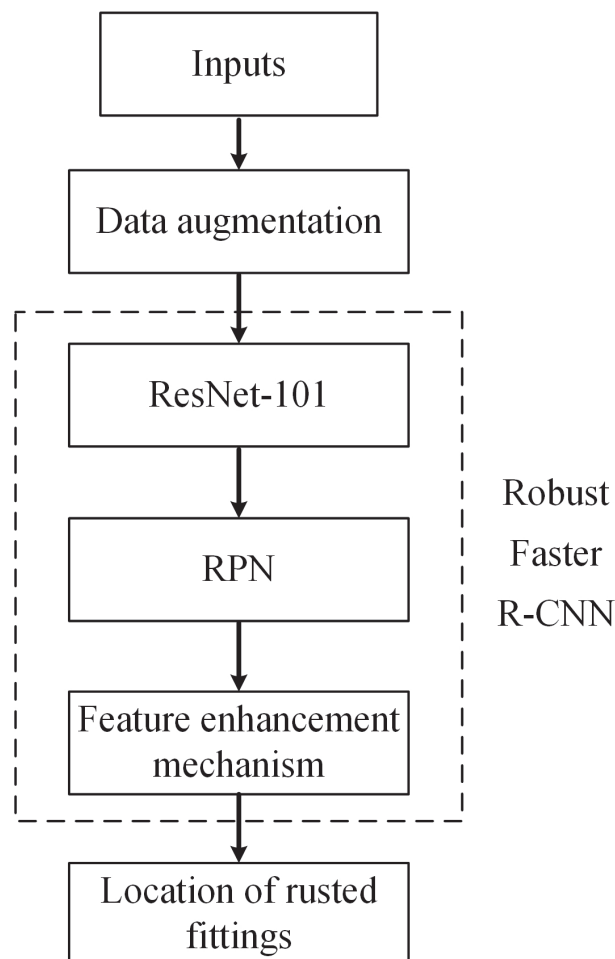 Inputs
Data augmentation
ResNet-101
RPN
Feature enhancement
mechanism
Robust
Faster
R-CNN
Location of rusted
fittings